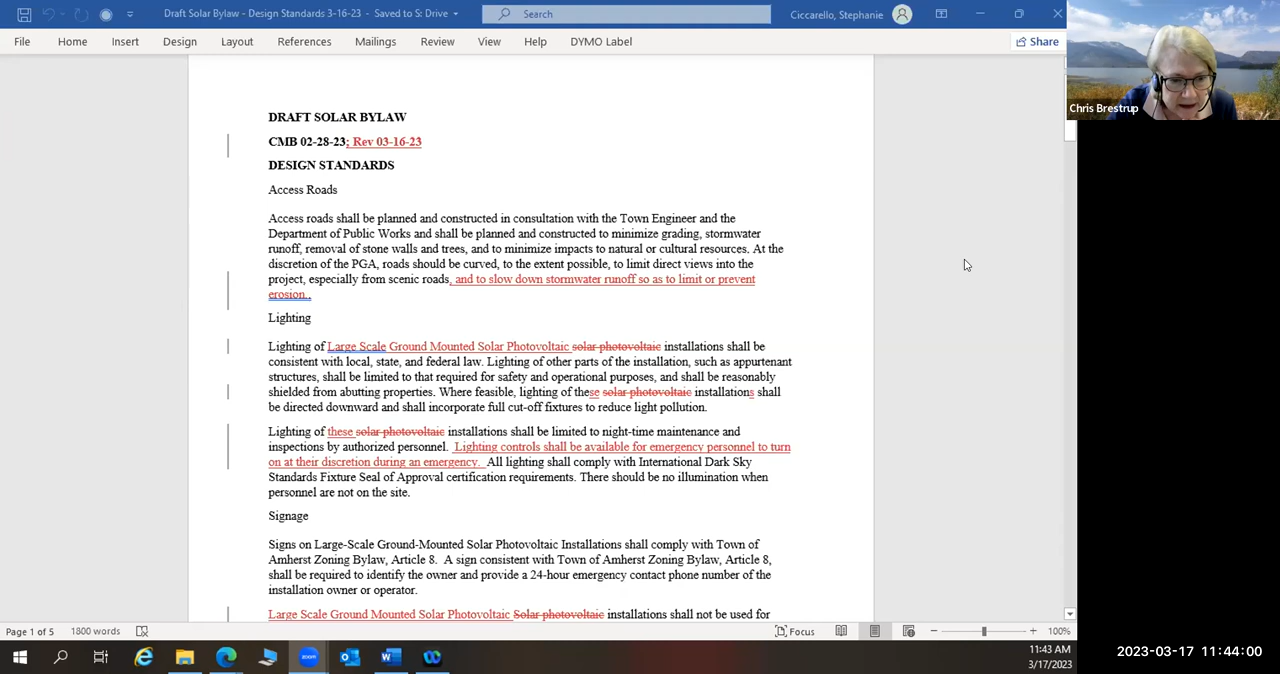 Draft Solar Bylaw - Design Standards 3-16-23 - Saved to S: Drive
Search
Ciccarello, Stephanie
File Home Insert Design Layout References Mailings Review View Help DYMO Label
Share
Chris Brestrup
DRAFT SOLAR BYLAW
CMB 02-28-23; Rev 03-16-23
DESIGN STANDARDS
Access Roads
Access roads shall be planned and constructed in consultation with the Town Engineer and the
Department of Public Works and shall be planned and constructed to minimize grading, stormwater
runoff, removal of stone walls and trees, and to minimize impacts to natural or cultural resources. At the
discretion of the PGA, roads should be curved, to the extent possible, to limit direct views into the
project, especially from scenic roads, and to slow down stormwater runoff so as to limit or prevent
erosion..
Lighting
Lighting of Large Scale Ground Mounted Solar Photovoltaic solar photovoltaic installations shall be
consistent with local, state, and federal law. Lighting of other parts of the installation, such as appurtenant
structures, shall be limited to that required for safety and operational purposes, and shall be reasonably
shielded from abutting properties. Where feasible, lighting of these solar photovoltaic installations shall
be directed downward and shall incorporate full cut-off fixtures to reduce light pollution.
Lighting of these solar photovoltaic installations shall be limited to night-time maintenance and
inspections by authorized personnel. Lighting controls shall be available for emergency personnel to turn
on at their discretion during an emergency. All lighting shall comply with International Dark Sky
Standards Fixture Seal of Approval certification requirements. There should be no illumination when
personnel are not on the site.
Signage
Signs on Large-Scale Ground-Mounted Solar Photovoltaic Installations shall comply with Town of
Amherst Zoning Bylaw, Article 8. A sign consistent with Town of Amherst Zoning Bylaw, Article 8,
shall be required to identify the owner and provide a 24-hour emergency contact phone number of the
installation owner or operator.
Large Scale Ground Mounted Solar Photovoltaic Solar photovoltaic installations shall not be used for
Page 1 of 5 1800 words
Focus
100%
zoom
11:43 AM
3/17/2023
2023-03-17 11:44:00